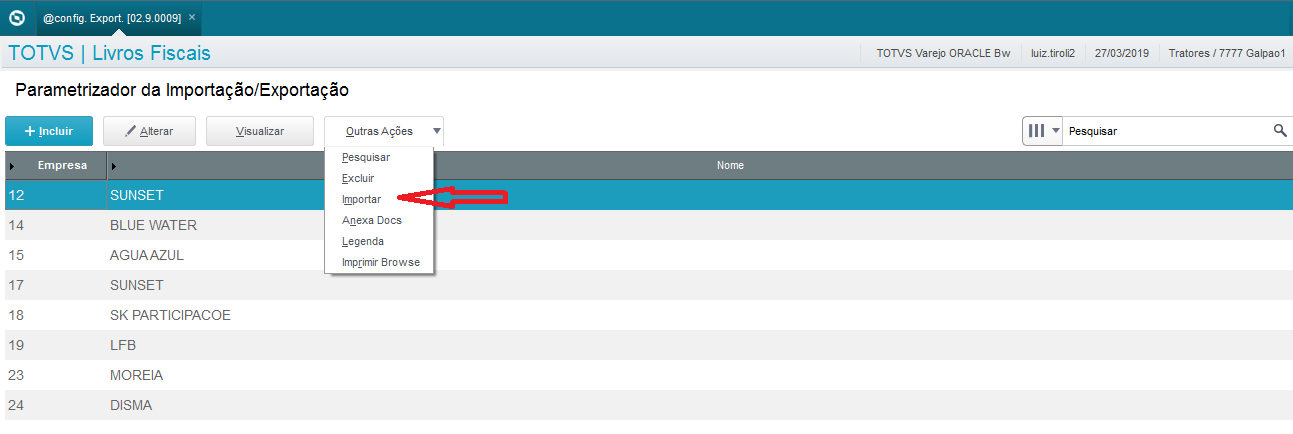 @config. Export. [02.9.0009] ×
TOTVS | Livros Fiscais TOTVS Varejo ORACLE Bw luiz.tiroli2 27/03/2019 Tratores / 7777 Galpao1
Parametrizador da Importação/Exportação
+ Incluir Alterar Visualizar Outras Ações Pesquisar
Pesquisar
Excluir
Importar
Anexa Docs
Legenda
Imprimir Browse
Empresa Nome
12 SUNSET
14 BLUE WATER
15 AGUA AZUL
17 SUNSET
18 SK PARTICIPACOE
19 LFB
23 MOREIA
24 DISMA